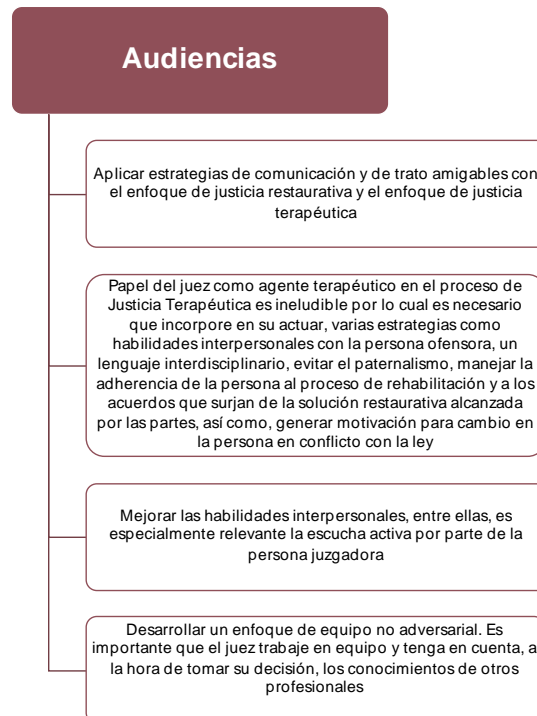 Audiencias
Aplicar estrategias de comunicación y de trato amigables con
el enfoque de justicia restaurativa y el enfoque de justicia
terapéutica
Papel del juez como agente terapéutico en el proceso de
Justicia Terapéutica es ineludible por lo cual es necesario
que incorpore en su actuar, varias estrategias como
habilidades interpersonales con la persona ofensora, un
lenguaje interdisciplinario, evitar el paternalismo, manejar la
adherencia de la persona al proceso de rehabilitación y a los
acuerdos que surjan de la solución restaurativa alcanzada
por las partes, así como, generar motivación para cambio en
la persona en conflicto con la ley
Mejorar las habilidades interpersonales, entre ellas, es
especialmente relevante la escucha activa por parte de la
persona juzgadora
Desarrollar un enfoque de equipo no adversarial. Es
importante que el juez trabaje en equipo y tenga en cuenta, a
la hora de tomar su decisión, los conocimientos de otros
profesionales